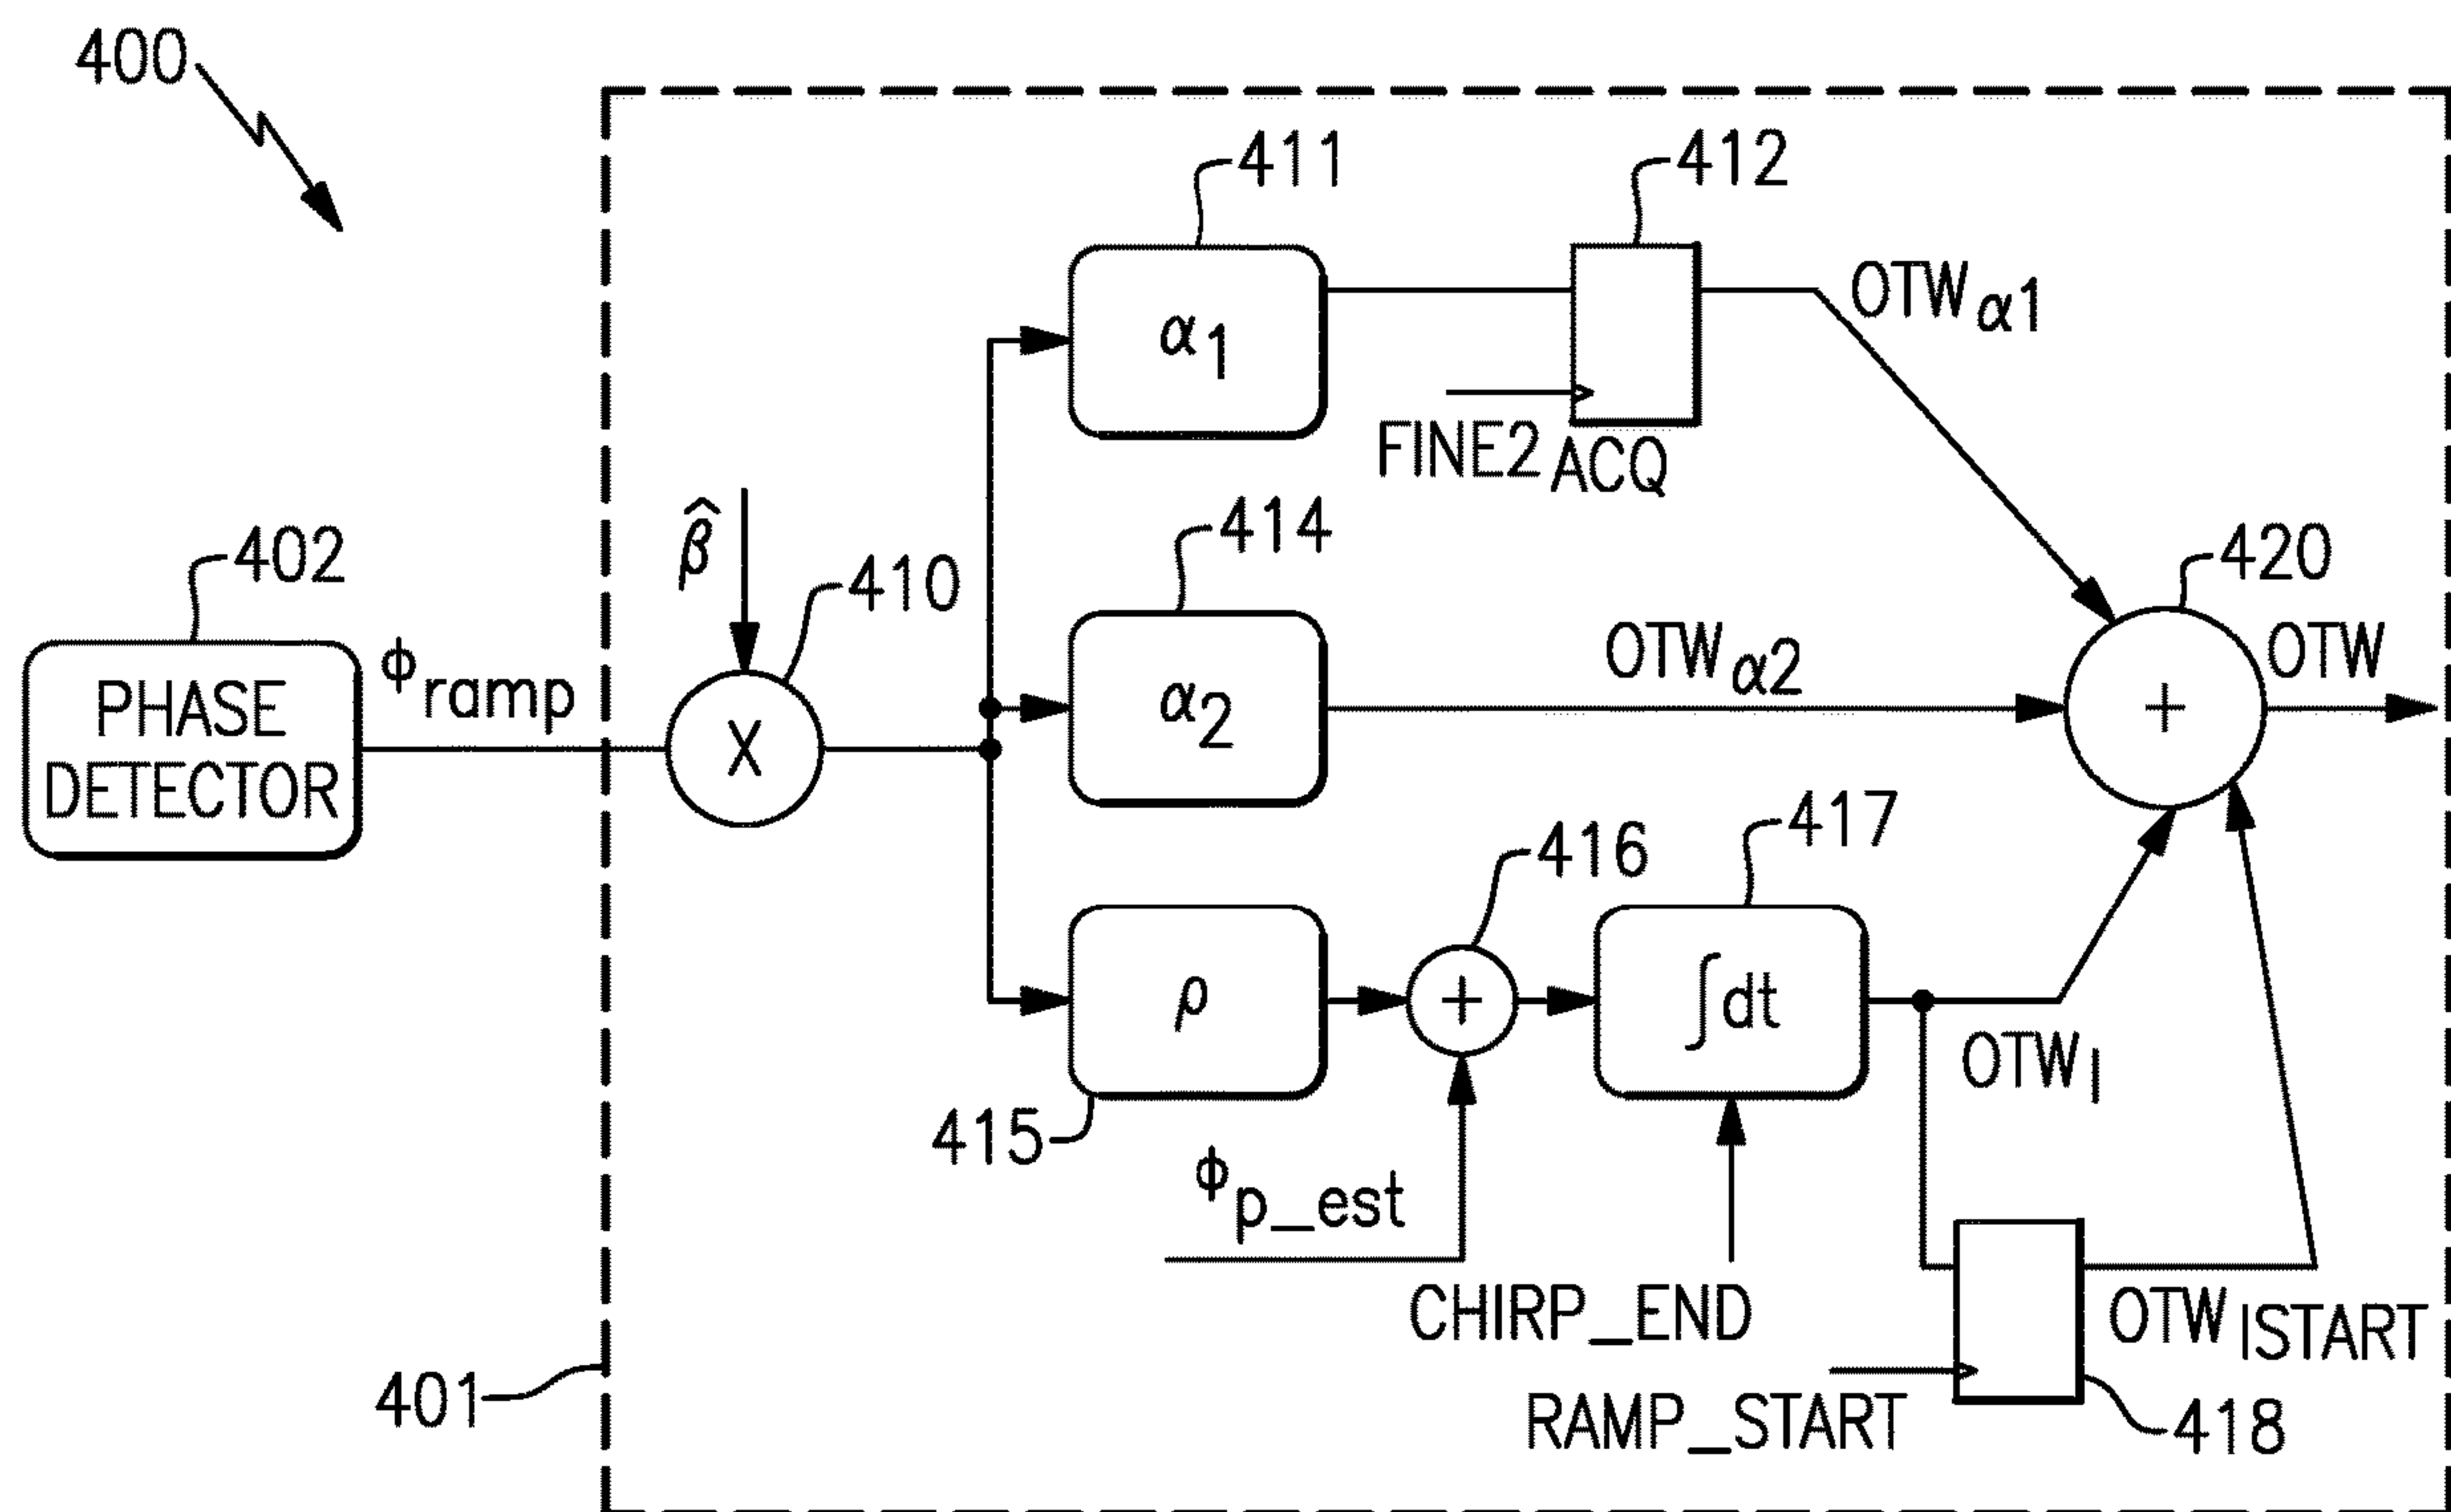 400
411
412
OTWα1
α1
FINE2ACQ
β̂
410
414
420
402
ϕramp
PHASE
DETECTOR
X
α2
OTWα2
+
OTW
416
417
ρ
+
∫dt
OTWI
415
ϕp_est
CHIRP_END
OTWISTART
401
RAMP_START
418